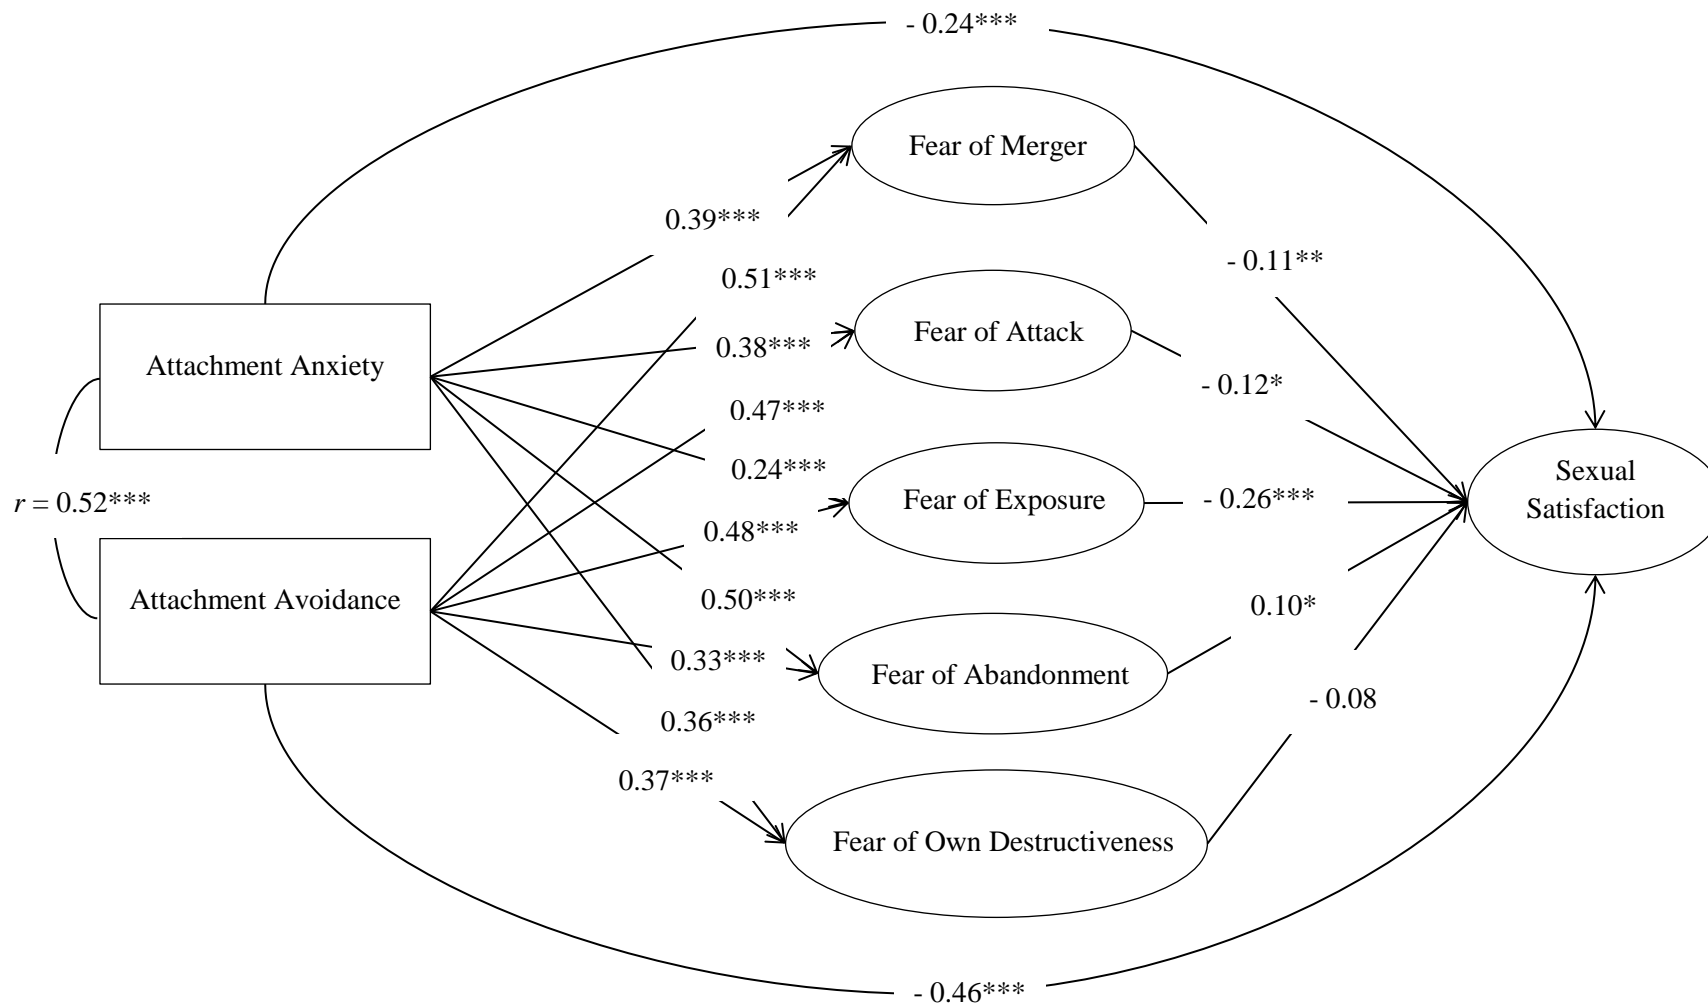 - 0.24***
Fear of Merger
0.39***
- 0.11**
0.51***
Fear of Attack
0.38***
Attachment Anxiety
- 0.12*
0.47***
0.24***
Sexual
Satisfaction
r = 0.52***
Fear of Exposure
- 0.26***
0.48***
Attachment Avoidance
0.50***
0.10*
0.33***
Fear of Abandonment
- 0.08
0.36***
0.37***
Fear of Own Destructiveness
- 0.46***